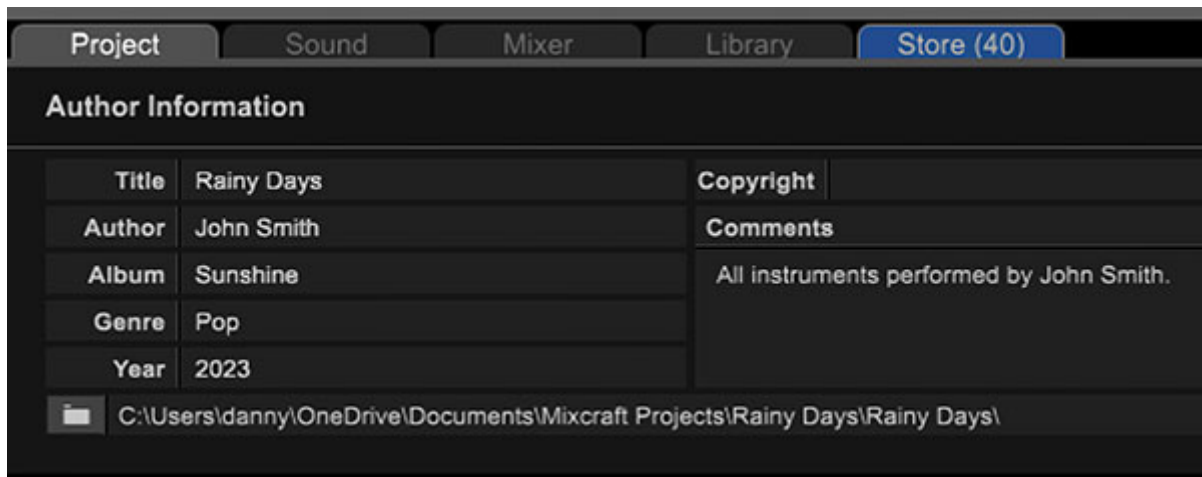 Project Sound Mixer Library Store (40)
Author Information
Title Rainy Days
Author John Smith
Album Sunshine
Genre Pop
Year 2023
Copyright
Comments
All instruments performed by John Smith.
C:\Users\danny\OneDrive\Documents\Mixcraft Projects\Rainy Days\Rainy Days\